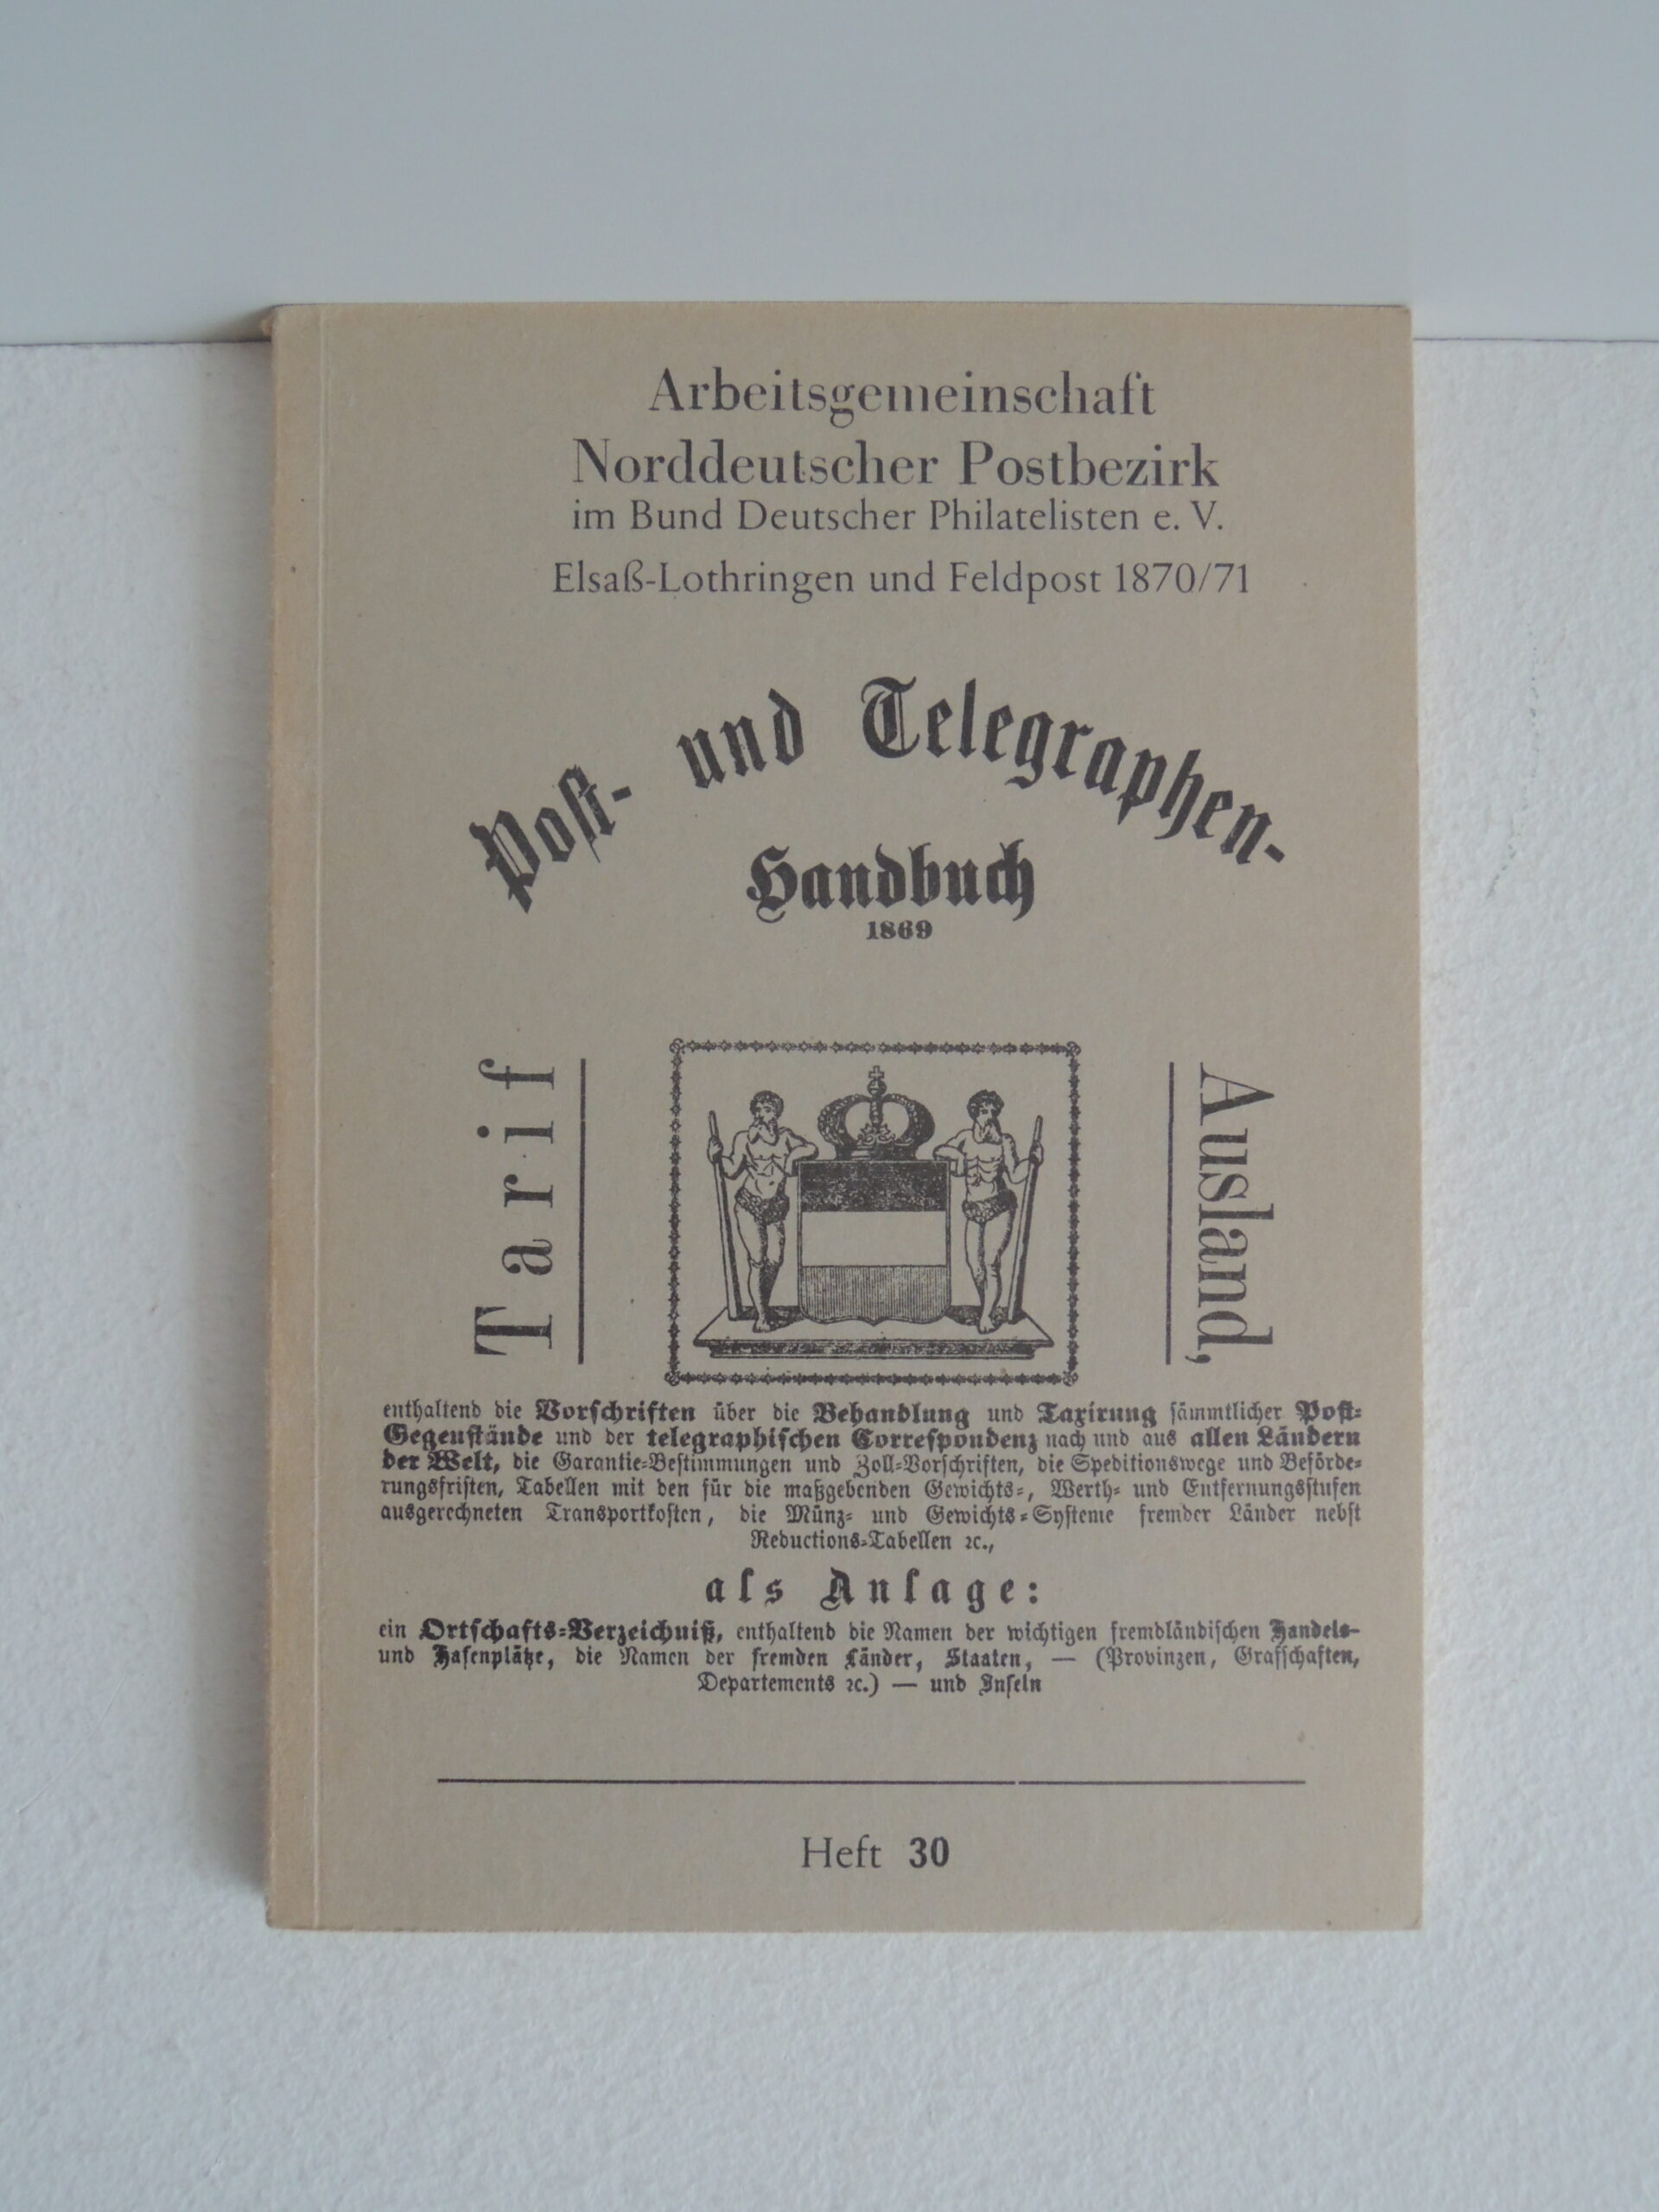 Arbeitsgemeinschaft
Norddeutscher Postbezirk
im Bund Deutscher Philatelisten e. V.
Elsaß-Lothringen und Feldpost 1870/71
Post- und Telegraphen-
Handbuch
1869
Tarif
Ausland,
enthaltend die Vorschriften über die Behandlung und Taxirung sämmtlicher Post-
Gegenstände und der telegraphischen Correspondenz nach und aus allen Ländern
der Welt, die Garantie-Bestimmungen und Zoll-Vorschriften, die Speditionswege und Beförde-
rungsfristen, Tabellen mit den für die maßgebenden Gewichts-, Werth- und Entfernungsstufen
ausgerechneten Transportkosten, die Münz- und Gewichts-Systeme fremder Länder nebst
Reductions-Tabellen ꝛc.,
als Anlage:
ein Ortschafts-Verzeichniß, enthaltend die Namen der wichtigen fremdländischen Handels-
und Hafenplätze, die Namen der fremden Länder, Staaten, — (Provinzen, Grafschaften,
Departements ꝛc.) — und Inseln
Heft 30